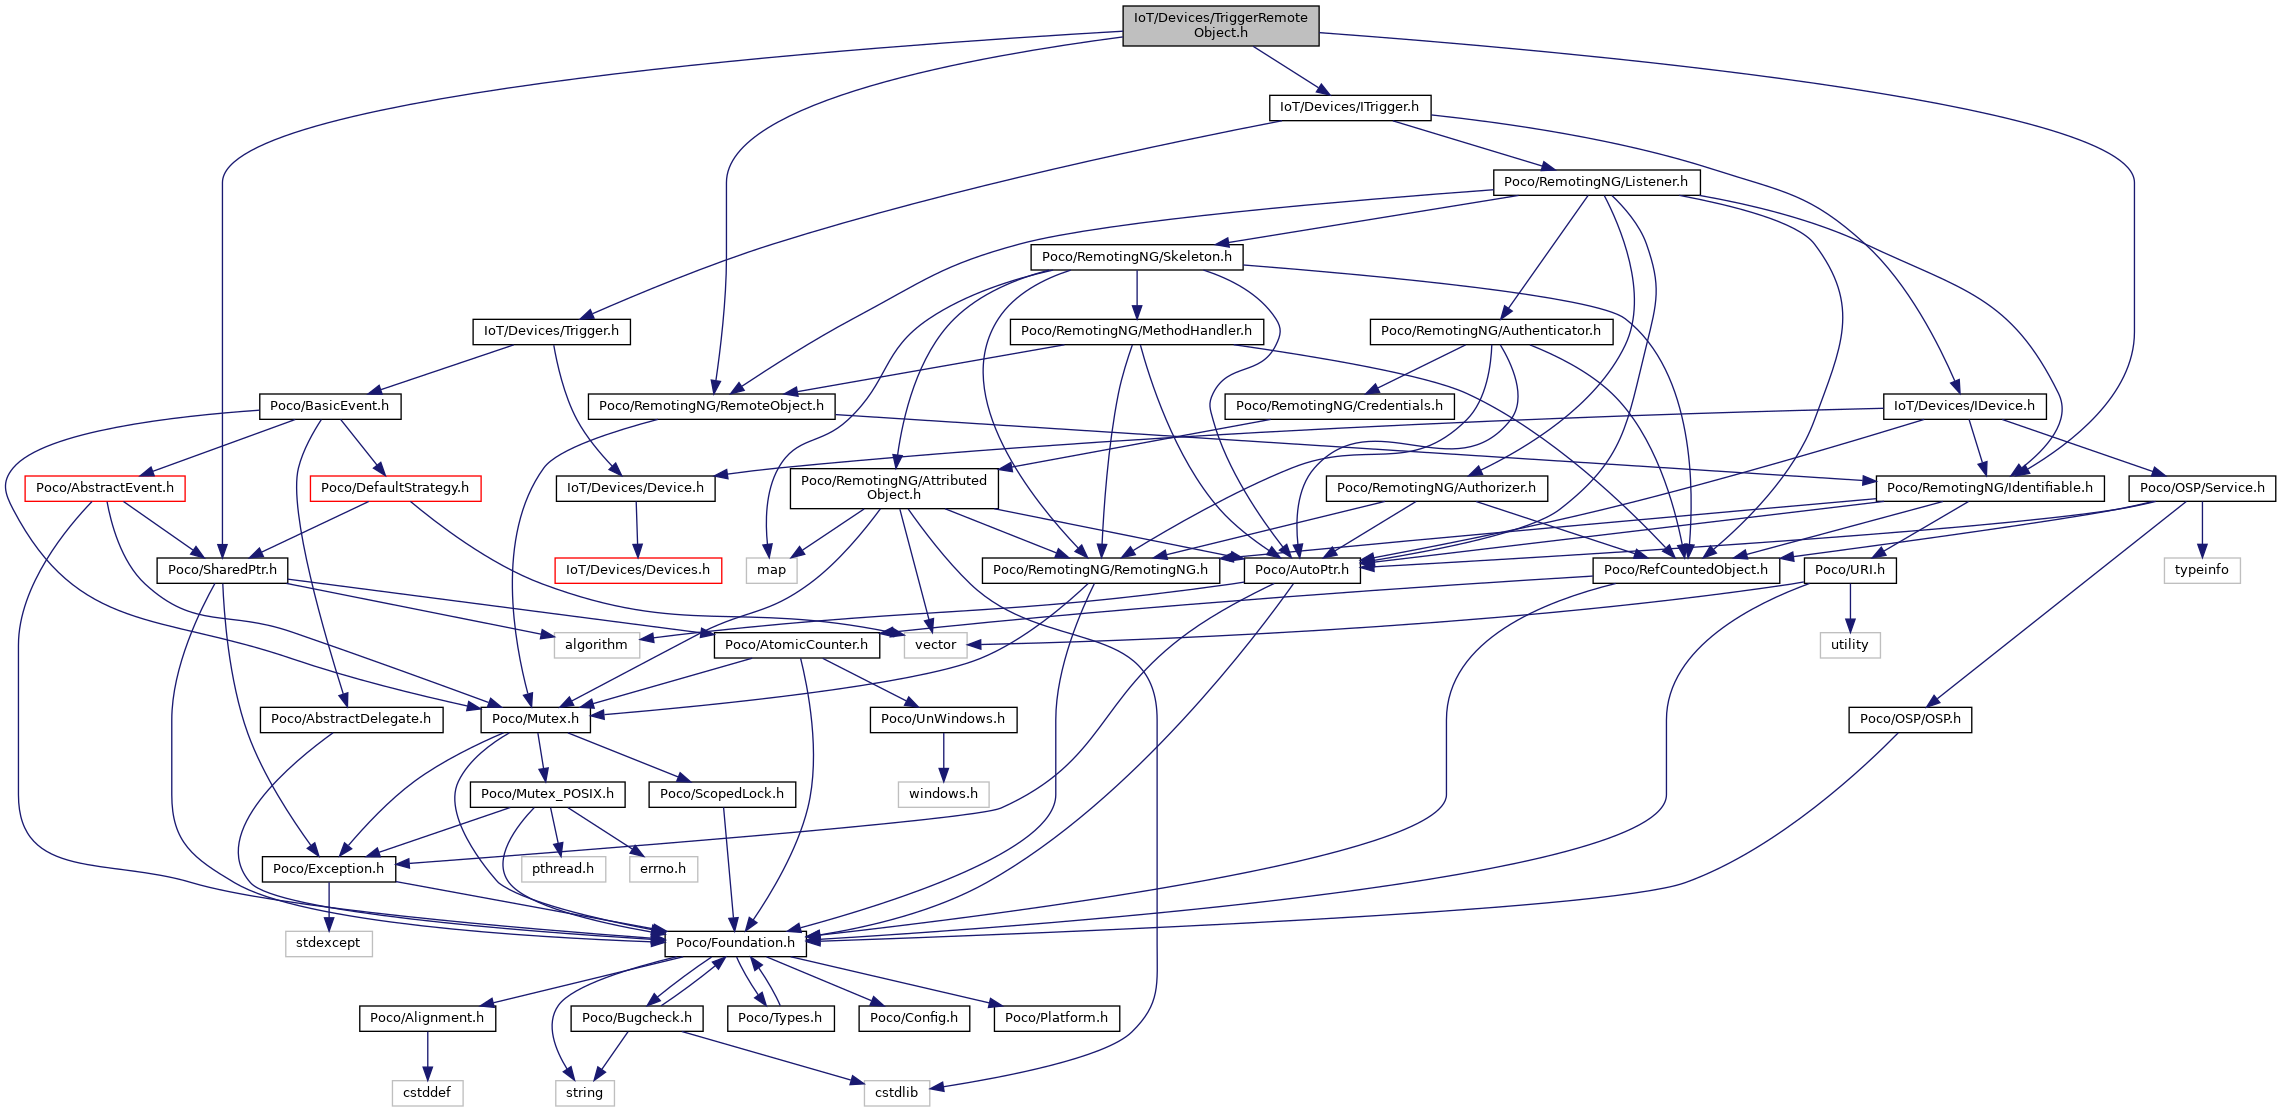 IoT/Devices/TriggerRemote
Object.h
IoT/Devices/ITrigger.h
Poco/RemotingNG/Listener.h
Poco/RemotingNG/Skeleton.h
IoT/Devices/Trigger.h
Poco/RemotingNG/MethodHandler.h
Poco/RemotingNG/Authenticator.h
Poco/BasicEvent.h
Poco/RemotingNG/RemoteObject.h
Poco/RemotingNG/Credentials.h
IoT/Devices/IDevice.h
Poco/AbstractEvent.h
Poco/DefaultStrategy.h
IoT/Devices/Device.h
Poco/RemotingNG/Attributed
Object.h
Poco/RemotingNG/Authorizer.h
Poco/RemotingNG/Identifiable.h
Poco/OSP/Service.h
Poco/SharedPtr.h
IoT/Devices/Devices.h
map
Poco/RemotingNG/RemotingNG.h
Poco/AutoPtr.h
Poco/RefCountedObject.h
Poco/URI.h
typeinfo
algorithm
Poco/AtomicCounter.h
vector
utility
Poco/AbstractDelegate.h
Poco/Mutex.h
Poco/UnWindows.h
Poco/OSP/OSP.h
Poco/Mutex_POSIX.h
Poco/ScopedLock.h
windows.h
Poco/Exception.h
pthread.h
errno.h
stdexcept
Poco/Foundation.h
Poco/Alignment.h
Poco/Bugcheck.h
Poco/Types.h
Poco/Config.h
Poco/Platform.h
cstddef
string
cstdlib